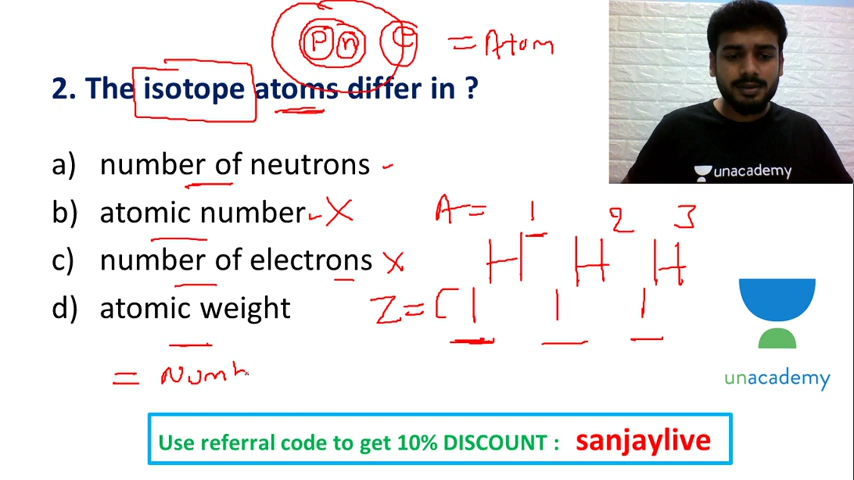 P n e = Atom
2. The isotope atoms differ in ?
unacademy
a) number of neutrons
b) atomic number X
c) number of electrons X
d) atomic weight
A = 1 2 3
H H H
Z = [1 1 1
= Numb
unacademy
Use referral code to get 10% DISCOUNT : sanjaylive